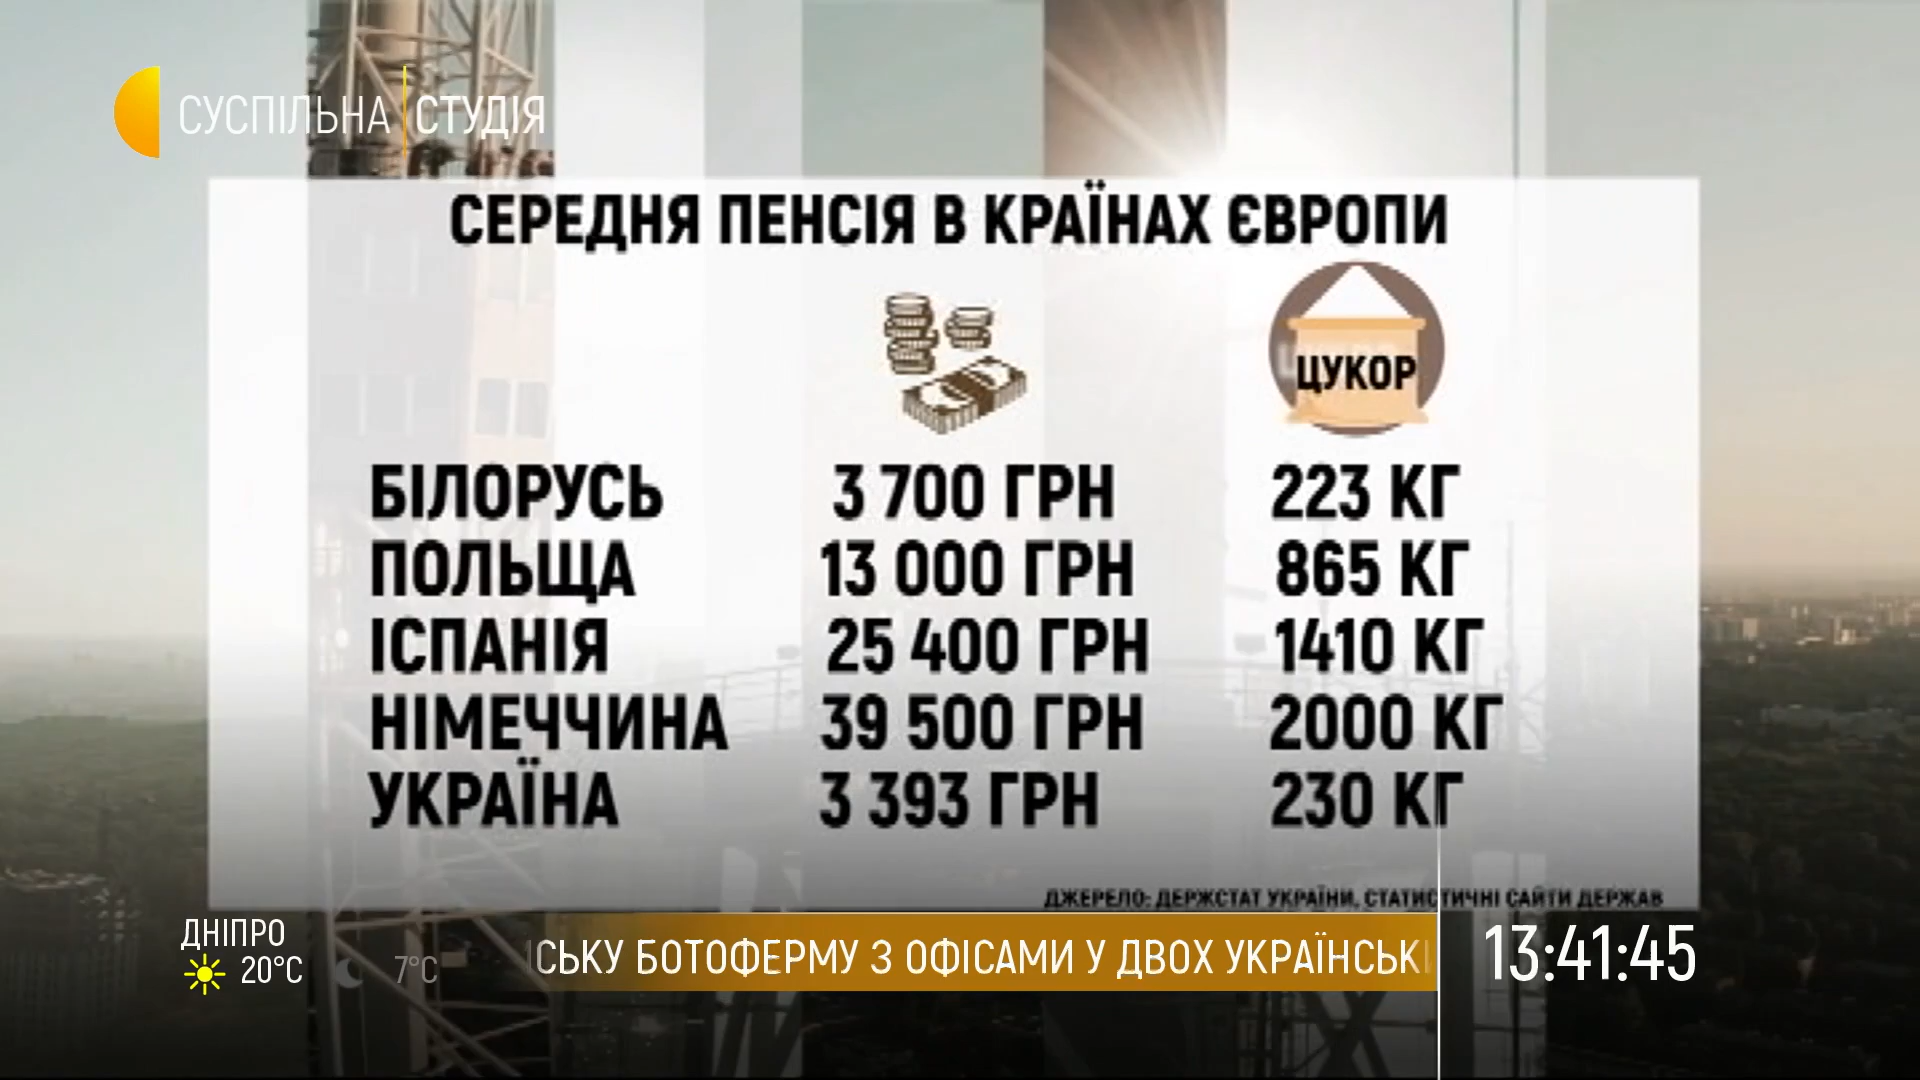 СУСПІЛЬНА СТУДІЯ
СЕРЕДНЯ ПЕНСІЯ В КРАЇНАХ ЄВРОПИ
ЦУКОР
БІЛОРУСЬ 3 700 ГРН 223 КГ
ПОЛЬЩА 13 000 ГРН 865 КГ
ІСПАНІЯ 25 400 ГРН 1410 КГ
НІМЕЧЧИНА 39 500 ГРН 2000 КГ
УКРАЇНА 3 393 ГРН 230 КГ
ДЖЕРЕЛО: ДЕРЖСТАТ УКРАЇНИ, СТАТИСТИЧНІ САЙТИ ДЕРЖАВ
ДНІПРО
20°C 7°C
БОТОФЕРМУ З ОФІСАМИ У ДВОХ
13:41:45